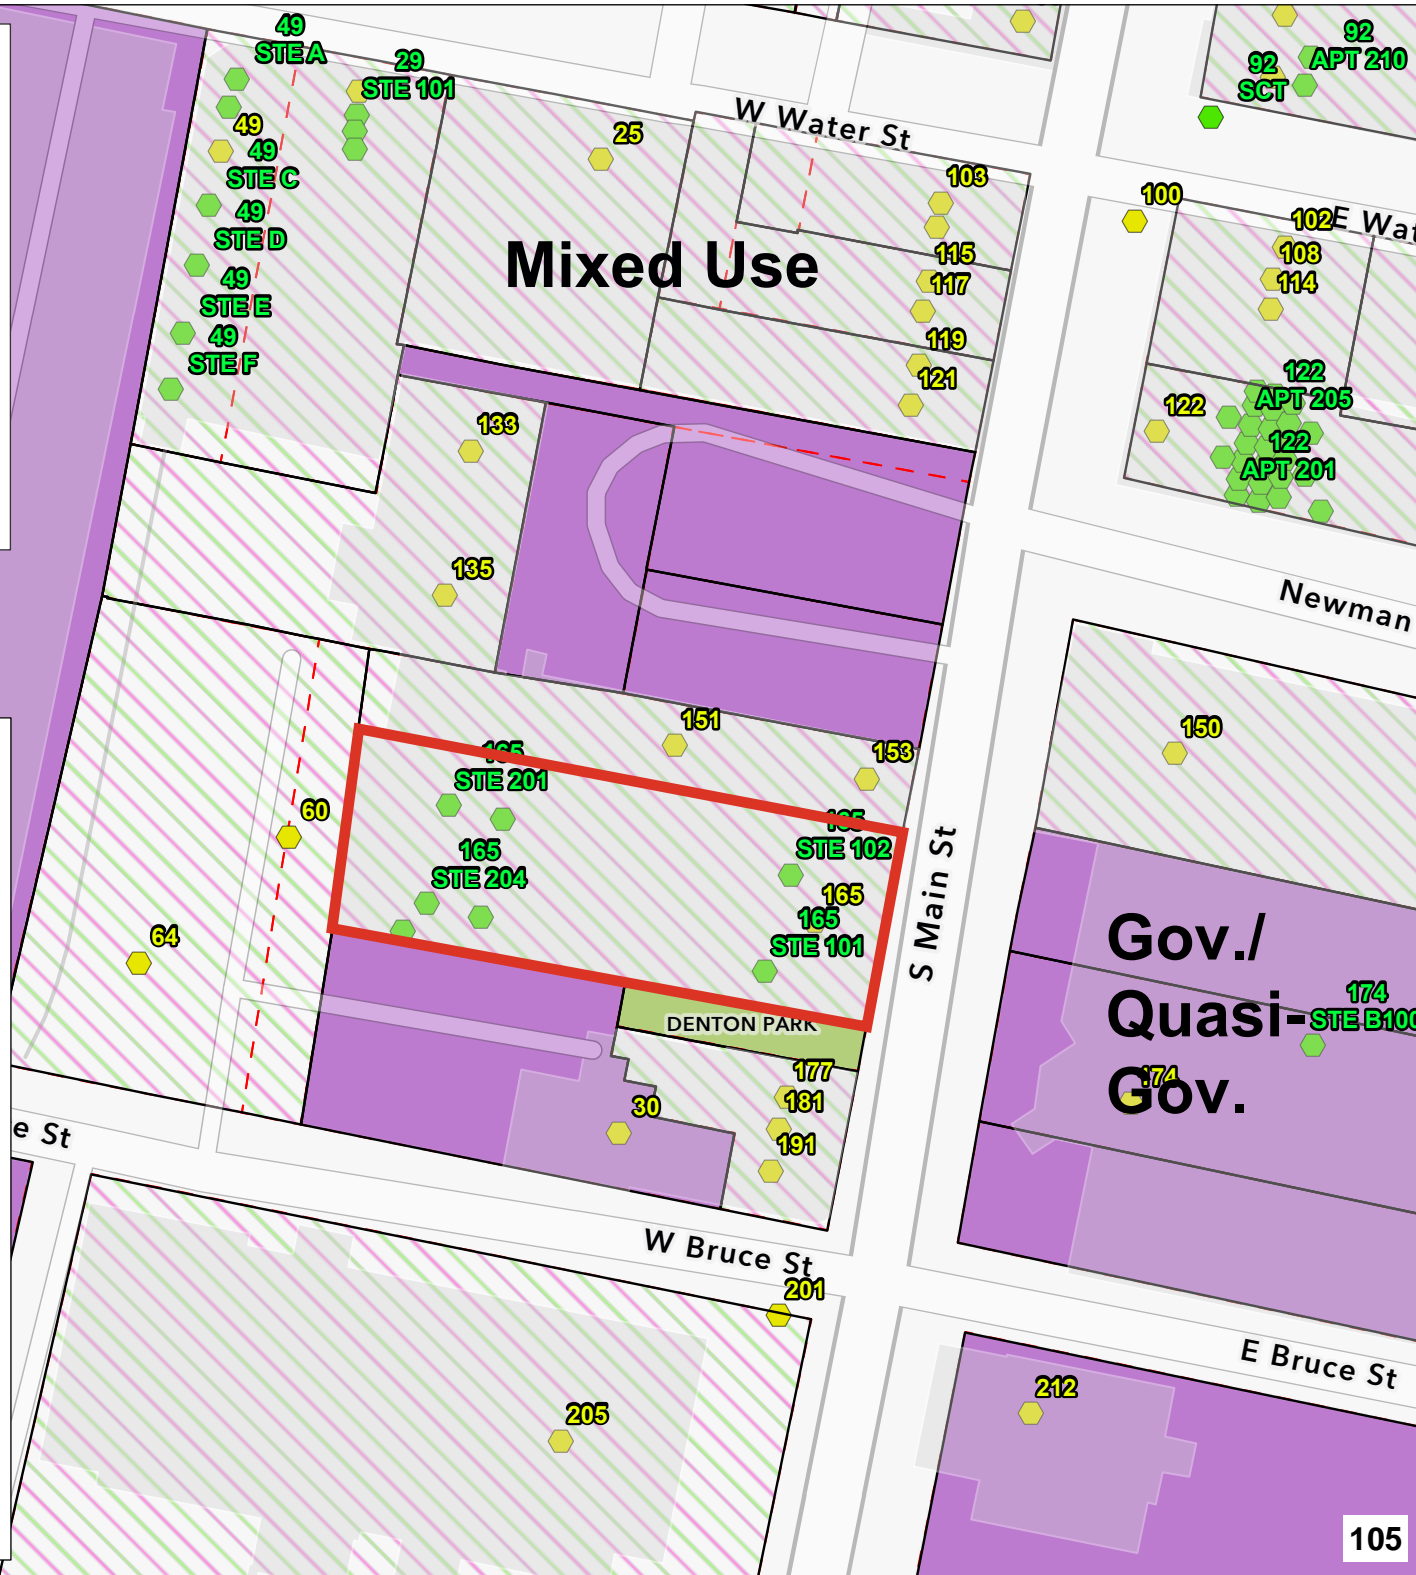 49
STE A
29
STE 101
92
APT 210
92
SCT
W Water St
49
25
49
STE C
103
100
49
STE D
102
E Wat
115
108
Mixed Use
117
114
49
STE E
119
49
STE F
121
122
APT 205
122
133
122
APT 201
135
Newman
151
150
153
165
STE 201
60
165
STE 102
165
STE 204
165
S Main St
165
STE 101
64
Gov./
Quasi-
Gov.
174
STE B100
DENTON PARK
177
174
181
30
e St
191
W Bruce St
201
E Bruce St
212
205
105